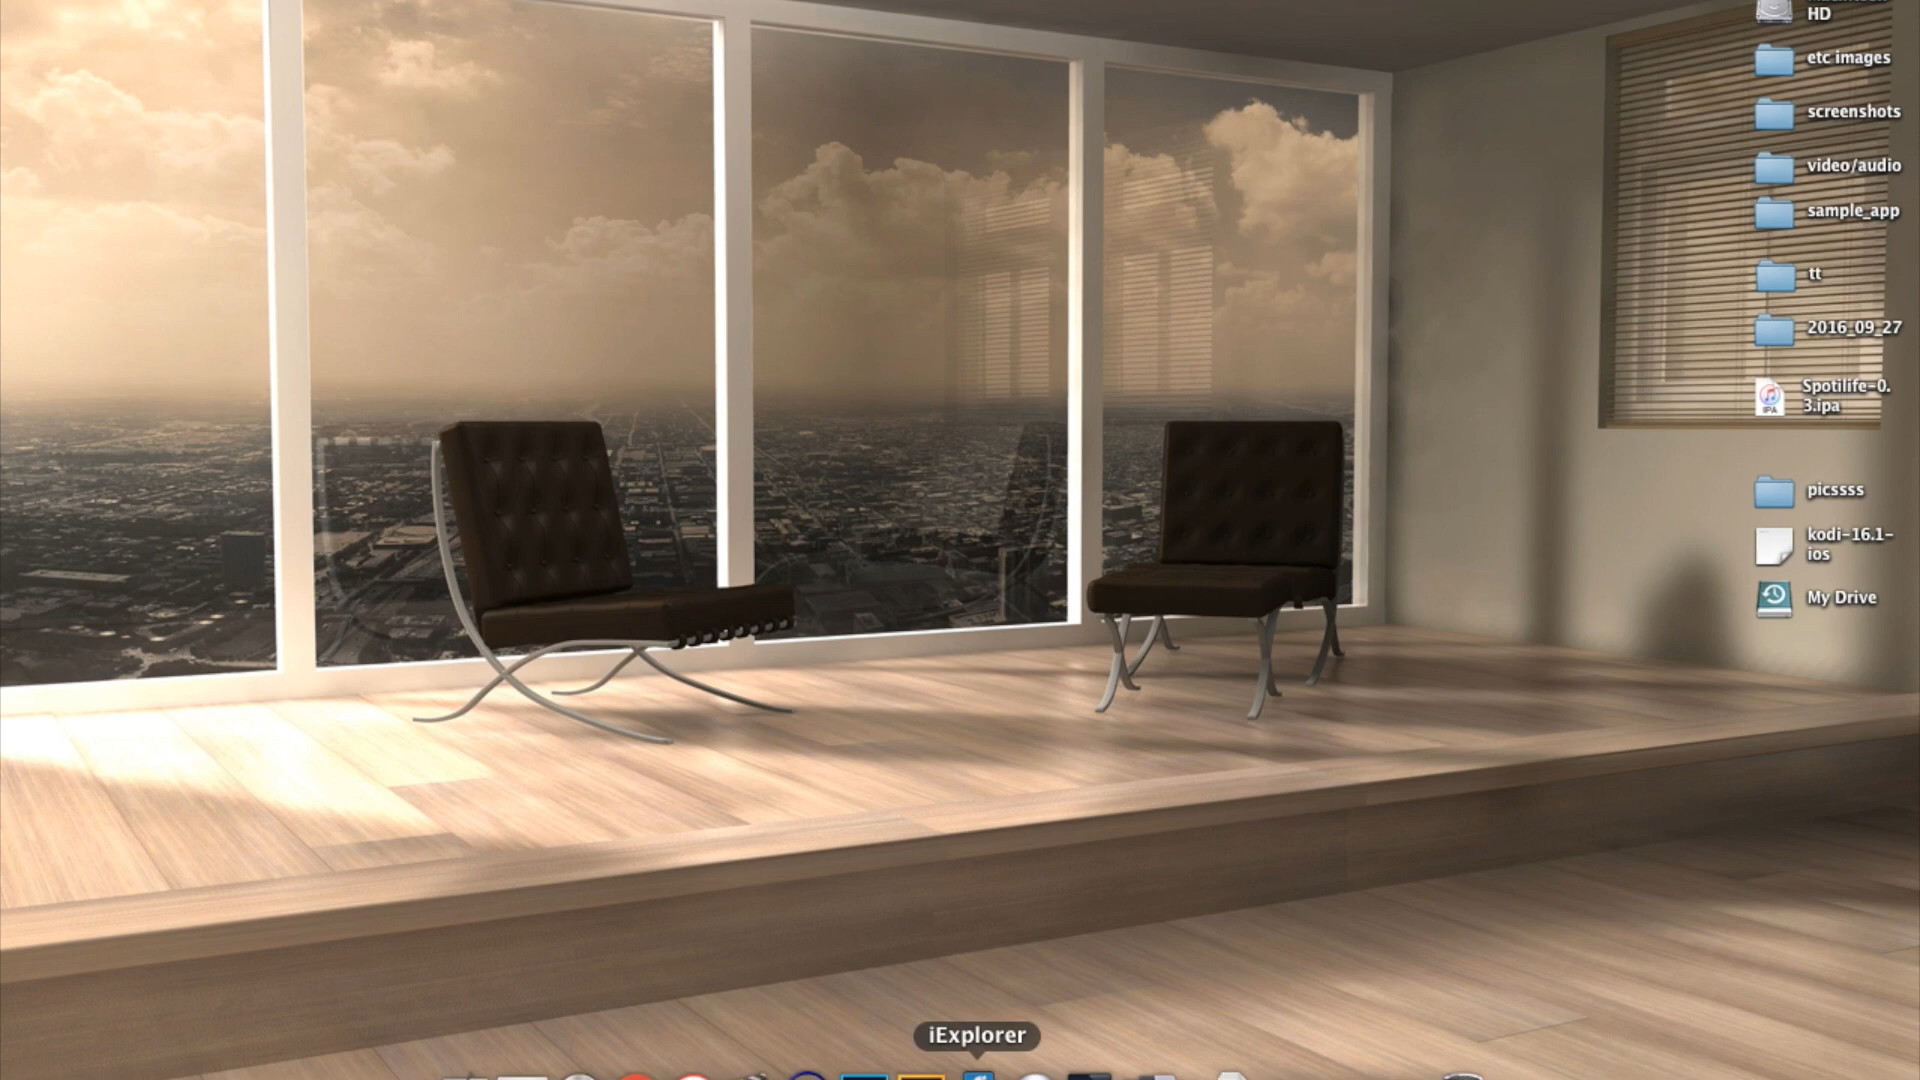 HD
etc images
screenshots
video/audio
sample_app
tt
2016_09_27
Spotilife-0.
3.ipa
IPA
picssss
kodi-16.1-
ios
My Drive
iExplorer